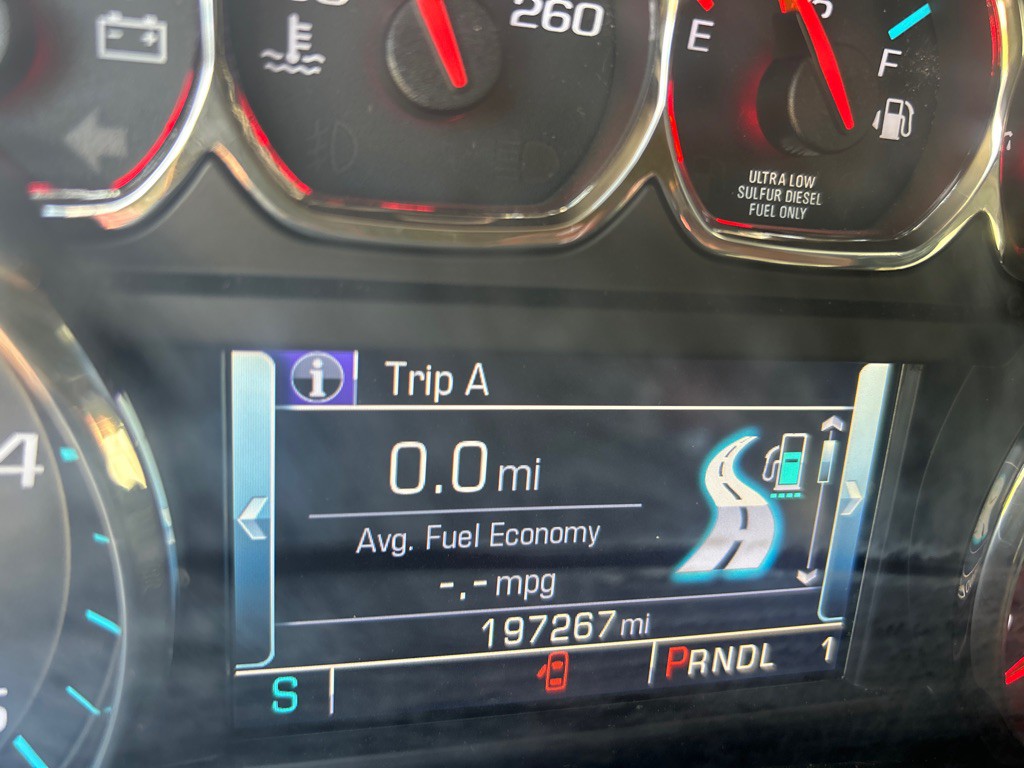 260
E
F
ULTRA LOW
SULFUR DIESEL
FUEL ONLY
i Trip A
0.0 mi
Avg. Fuel Economy
-.- mpg
197267 mi
S
PRNDL 1
4